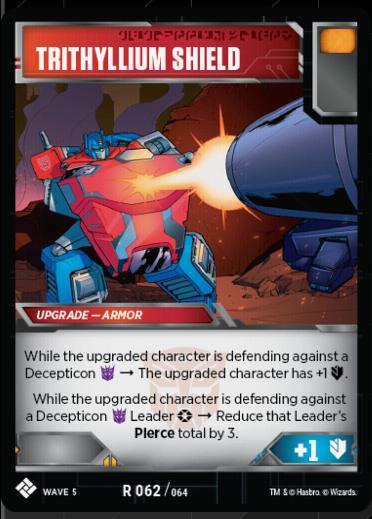 TRITHYLLIUM SHIELD
UPGRADE — ARMOR
While the upgraded character is defending against a
Decepticon → The upgraded character has +1 .
While the upgraded character is defending against
a Decepticon Leader → Reduce that Leader's
Pierce total by 3.
+1
WAVE 5 R 062/064 TM & © Hasbro. © Wizards.